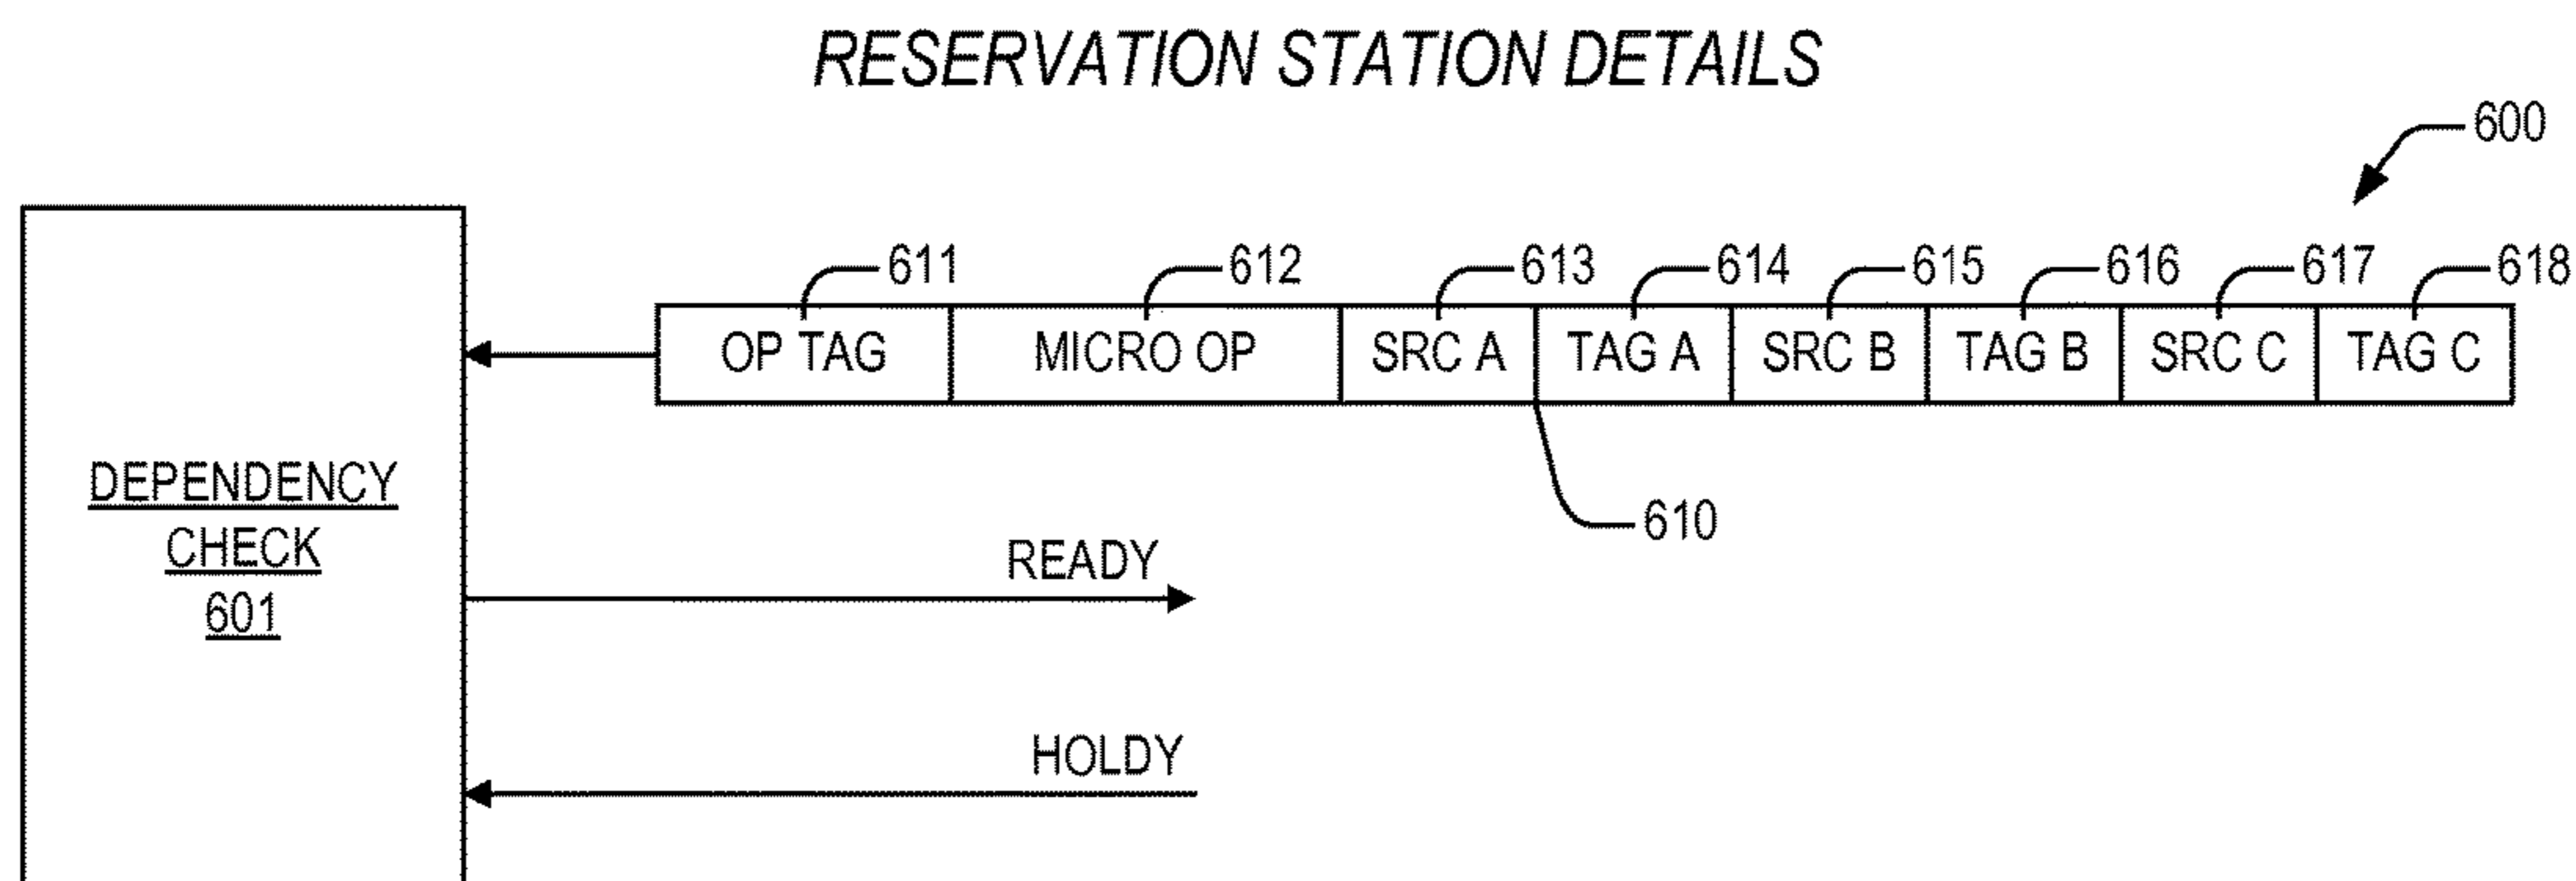 RESERVATION STATION DETAILS
600
611 612 613 614 615 616 617 618
OP TAG MICRO OP SRC A TAG A SRC B TAG B SRC C TAG C
610
DEPENDENCY
CHECK
601
READY
HOLDY